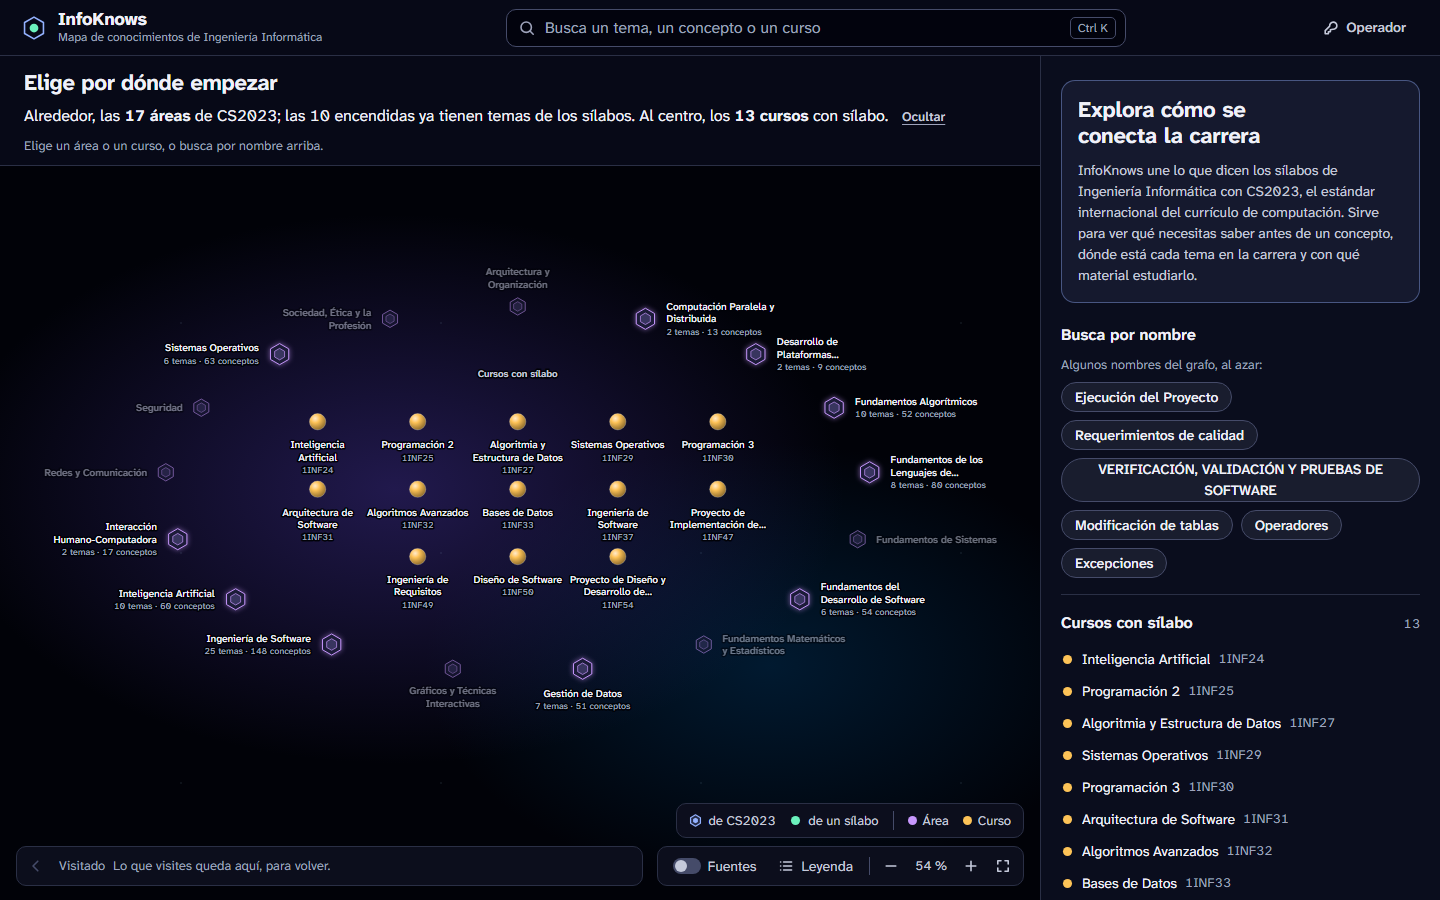 InfoKnows
Mapa de conocimientos de Ingeniería Informática
Busca un tema, un concepto o un curso
Ctrl K
Operador
Elige por dónde empezar
Alrededor, las 17 áreas de CS2023; las 10 encendidas ya tienen temas de los sílabos. Al centro, los 13 cursos con sílabo. Ocultar
Elige un área o un curso, o busca por nombre arriba.
Arquitectura y
Organización
Sociedad, Ética y la
Profesión
Computación Paralela y
Distribuida
2 temas · 13 conceptos
Sistemas Operativos
6 temas · 63 conceptos
Desarrollo de
Plataformas...
2 temas · 9 conceptos
Cursos con sílabo
Seguridad
Fundamentos Algorítmicos
10 temas · 52 conceptos
Inteligencia
Artificial
1INF24
Programación 2
1INF25
Algoritmia y
Estructura de Datos
1INF27
Sistemas Operativos
1INF29
Programación 3
1INF30
Redes y Comunicación
Fundamentos de los
Lenguajes de...
8 temas · 80 conceptos
Arquitectura de
Software
1INF31
Algoritmos Avanzados
1INF32
Bases de Datos
1INF33
Ingeniería de
Software
1INF37
Proyecto de
Implementación de...
1INF47
Interacción
Humano-Computadora
2 temas · 17 conceptos
Fundamentos de Sistemas
Ingeniería de
Requisitos
1INF49
Diseño de Software
1INF50
Proyecto de Diseño y
Desarrollo de...
1INF54
Inteligencia Artificial
10 temas · 60 conceptos
Fundamentos del
Desarrollo de Software
6 temas · 54 conceptos
Ingeniería de Software
25 temas · 148 conceptos
Fundamentos Matemáticos
y Estadísticos
Gráficos y Técnicas
Interactivas
Gestión de Datos
7 temas · 51 conceptos
de CS2023
de un sílabo
Área
Curso
Visitado Lo que visites queda aquí, para volver.
Fuentes
Leyenda
54 %
Explora cómo se
conecta la carrera
InfoKnows une lo que dicen los sílabos de
Ingeniería Informática con CS2023, el estándar
internacional del currículo de computación. Sirve
para ver qué necesitas saber antes de un concepto,
dónde está cada tema en la carrera y con qué
material estudiarlo.
Busca por nombre
Algunos nombres del grafo, al azar:
Ejecución del Proyecto
Requerimientos de calidad
VERIFICACIÓN, VALIDACIÓN Y PRUEBAS DE
SOFTWARE
Modificación de tablas
Operadores
Excepciones
Cursos con sílabo 13
Inteligencia Artificial 1INF24
Programación 2 1INF25
Algoritmia y Estructura de Datos 1INF27
Sistemas Operativos 1INF29
Programación 3 1INF30
Arquitectura de Software 1INF31
Algoritmos Avanzados 1INF32
Bases de Datos 1INF33